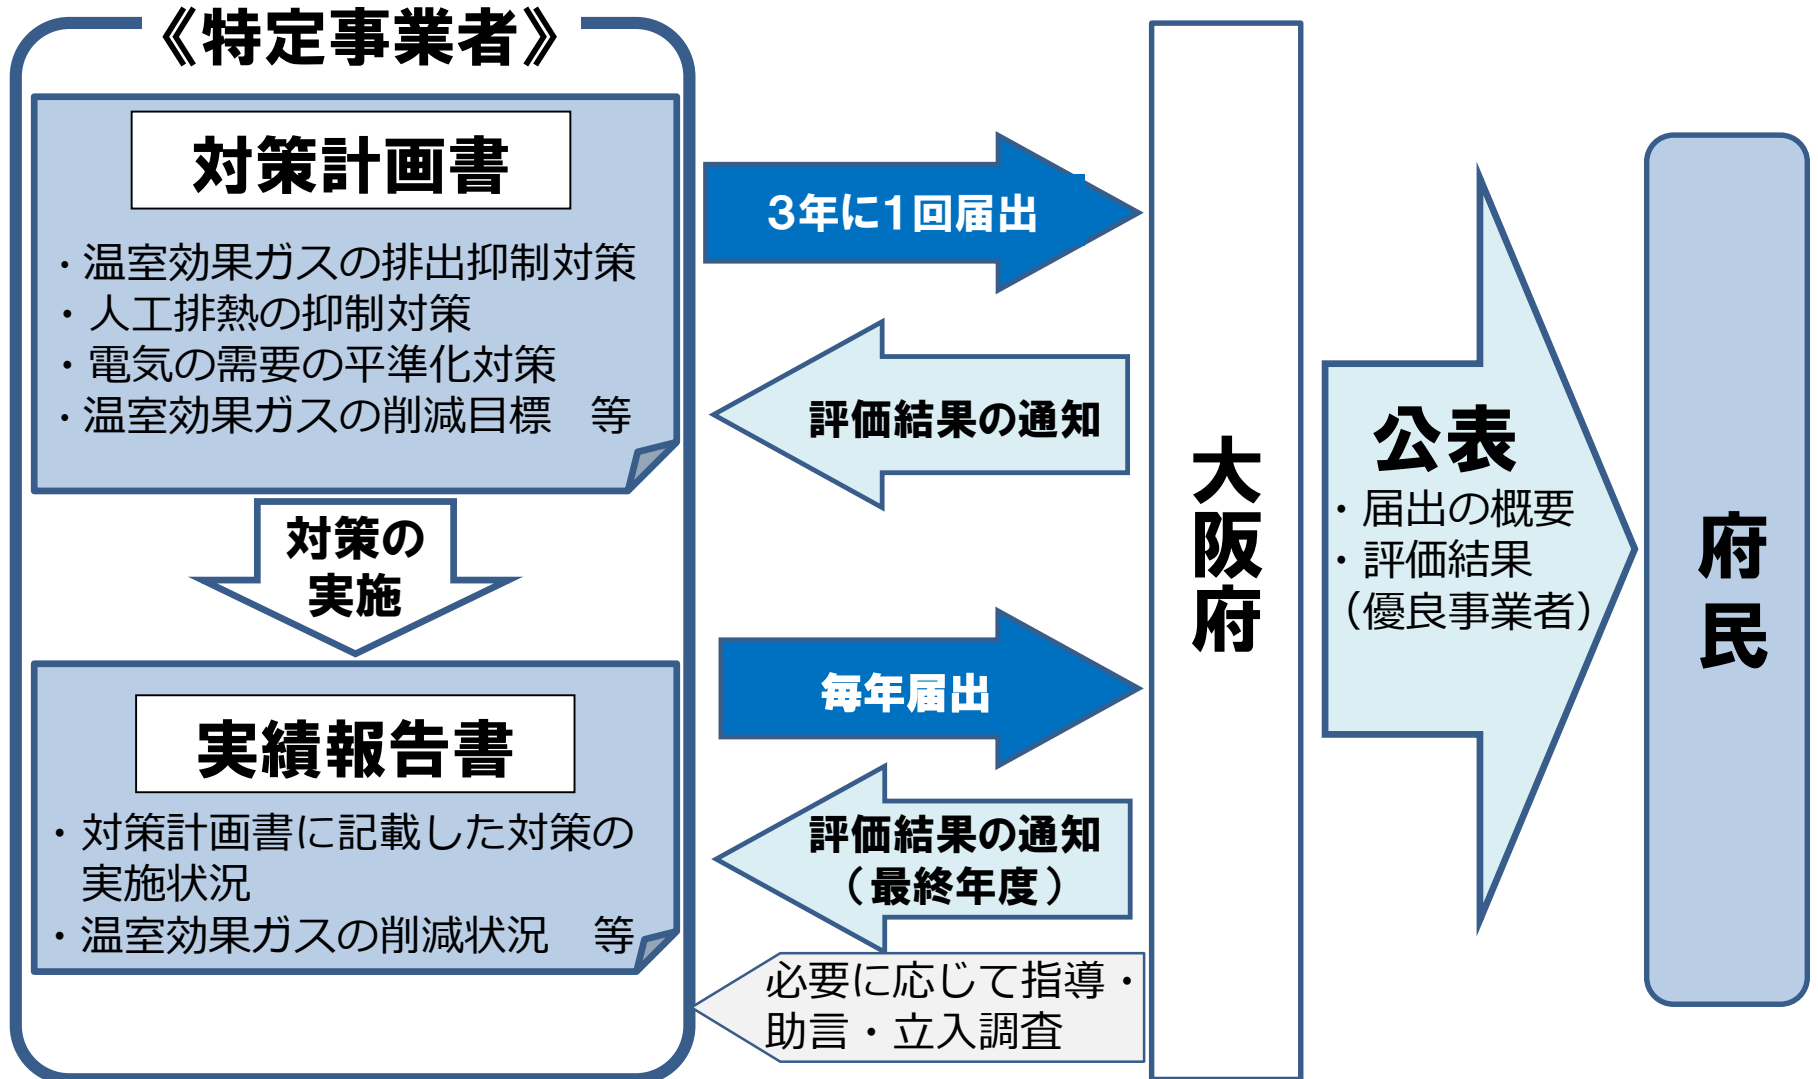 《特定事業者》
対策計画書
・温室効果ガスの排出抑制対策
・人工排熱の抑制対策
・電気の需要の平準化対策
・温室効果ガスの削減目標　等
対策の
実施
実績報告書
・対策計画書に記載した対策の
実施状況
・温室効果ガスの削減状況　等
3年に1回届出
評価結果の通知
毎年届出
評価結果の通知
（最終年度）
必要に応じて指導・
助言・立入調査
大阪府
公表
・届出の概要
・評価結果
（優良事業者）
府民